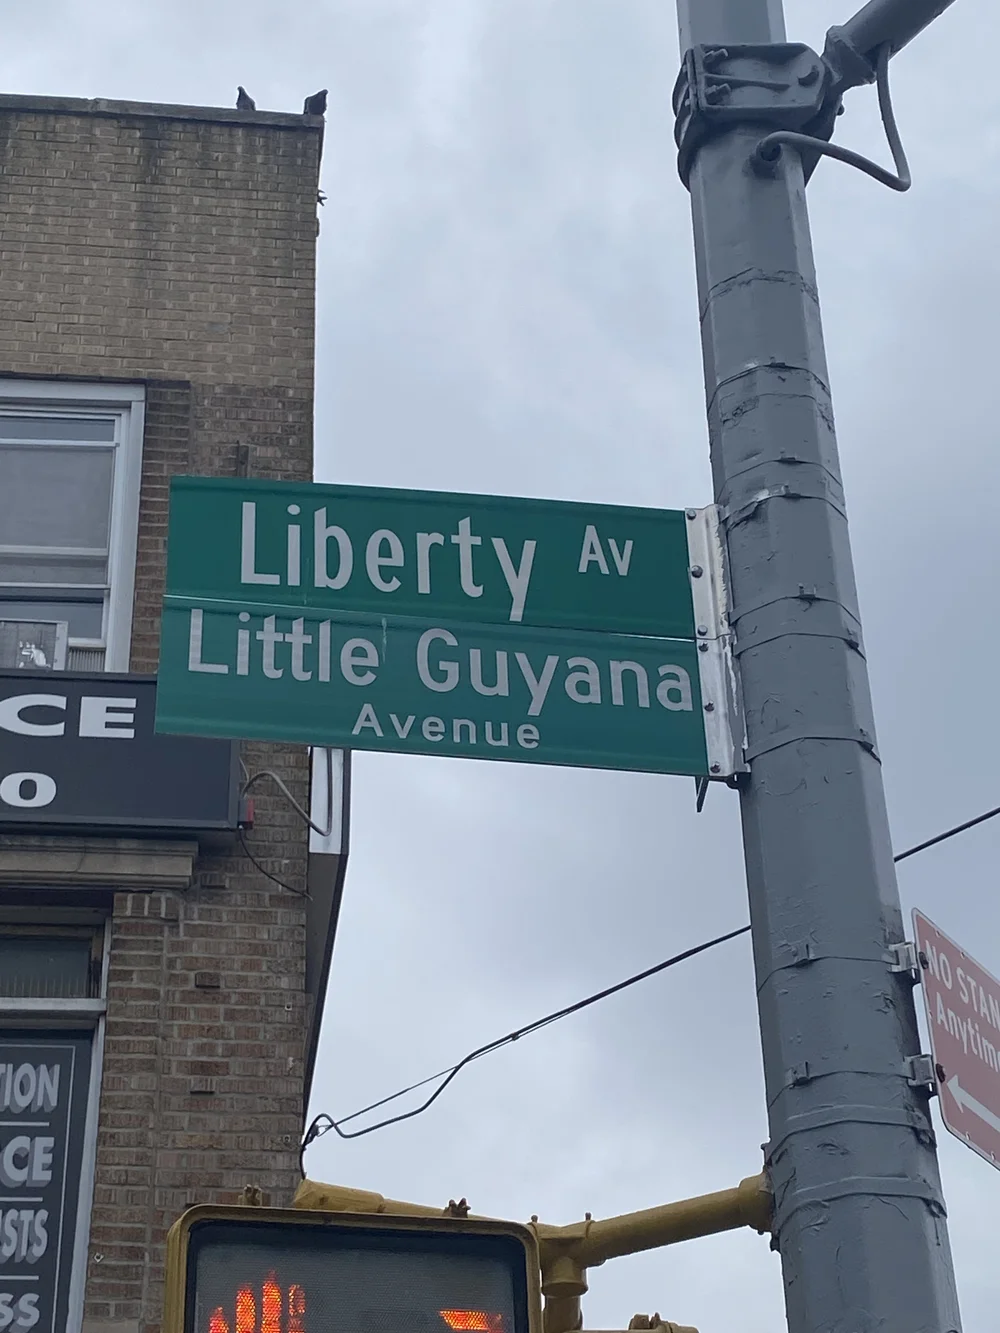 Liberty Av
Little Guyana
Avenue
CE
O
NO STAN
Anytim
TION
CE
STS
SS